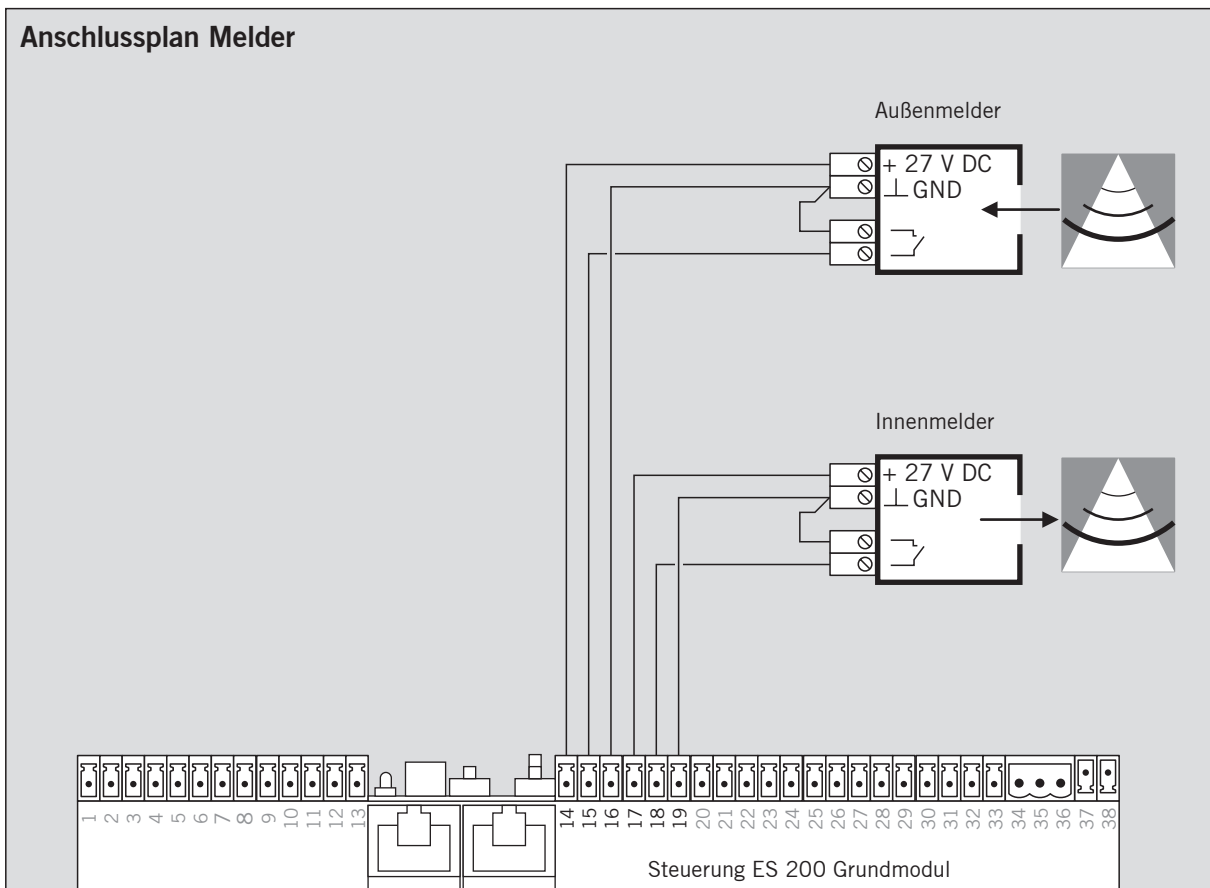 Anschlussplan Melder
Außenmelder
+ 27 V DC
⊥ GND
Innenmelder
+ 27 V DC
⊥ GND
1 2 3 4 5 6 7 8 9 10 11 12 13 14 15 16 17 18 19 20 21 22 23 24 25 26 27 28 29 30 31 32 33 34 35 36 37 38
Steuerung ES 200 Grundmodul